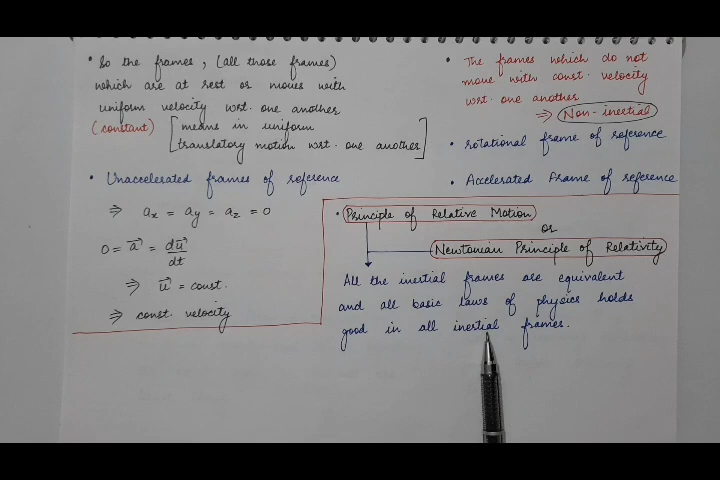 • So the frames, (all those frames)
which are at rest or moves with
uniform velocity wrt. one another
(constant) [means in uniform
translatory motion wrt. one another]
• Unaccelerated frames of reference
⇒ ax = ay = az = 0
0 = a⃗ = du⃗/dt
⇒ u⃗ = const.
⇒ const. velocity
• The frames which do not
move with const. velocity
wrt. one another
⇒ Non-inertial
• rotational frame of reference
• Accelerated Frame of reference
• Principle of Relative Motion
or
Newtonian Principle of Relativity
All the inertial frames are equivalent
and all basic laws of physics holds
good in all inertial frames.